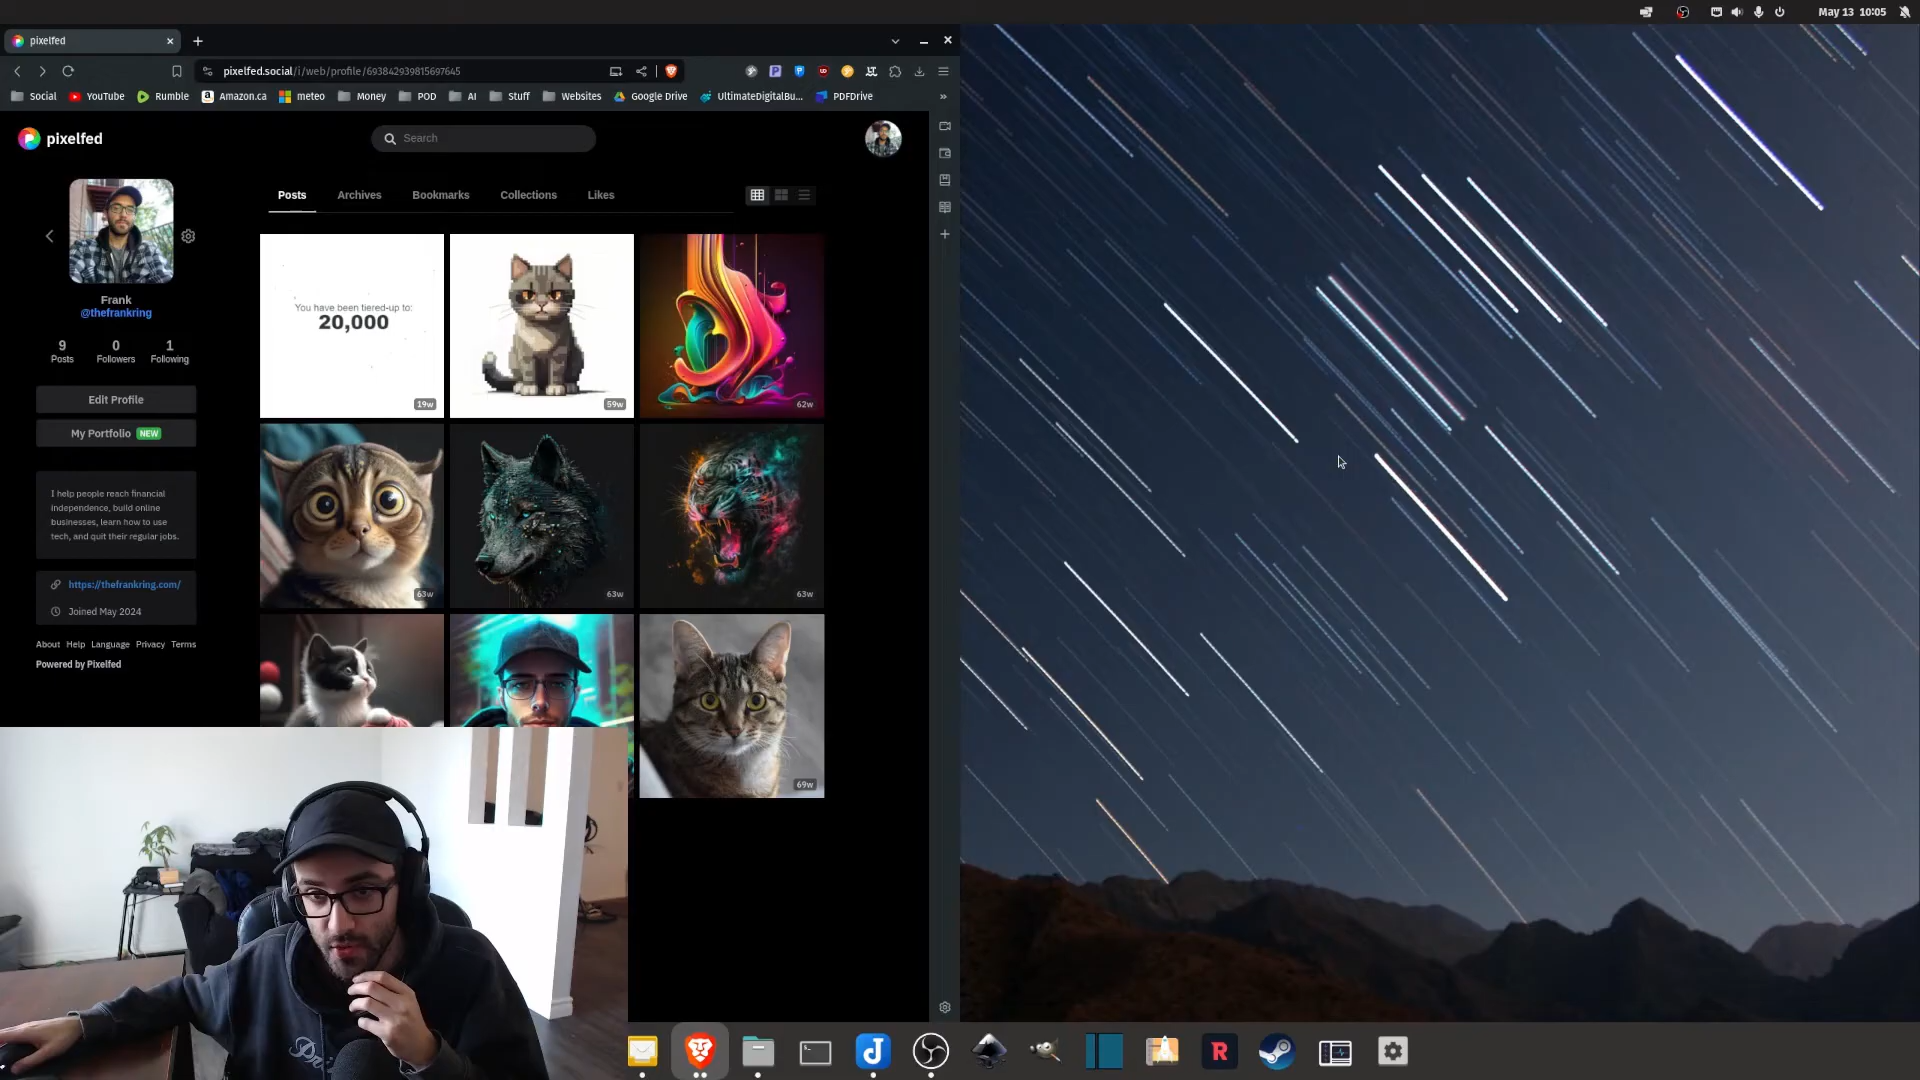 May 13 10:05
pixelfed
pixelfed.social/i/web/profile/693842939815697645
Social
YouTube
Rumble
Amazon.ca
meteo
Money
POD
AI
Stuff
Websites
Google Drive
UltimateDigitalBu...
PDFDrive
»
pixelfed
Search
Posts
Archives
Bookmarks
Collections
Likes
Frank
@thefrankring
9
Posts
0
Followers
1
Following
Edit Profile
My Portfolio NEW
I help people reach financial
independence, build online
businesses, learn how to use
tech, and quit their regular jobs.
https://thefrankring.com/
Joined May 2024
About Help Language Privacy Terms
Powered by Pixelfed
You have been tiered-up to:
20,000
19w
59w
62w
63w
63w
63w
69w